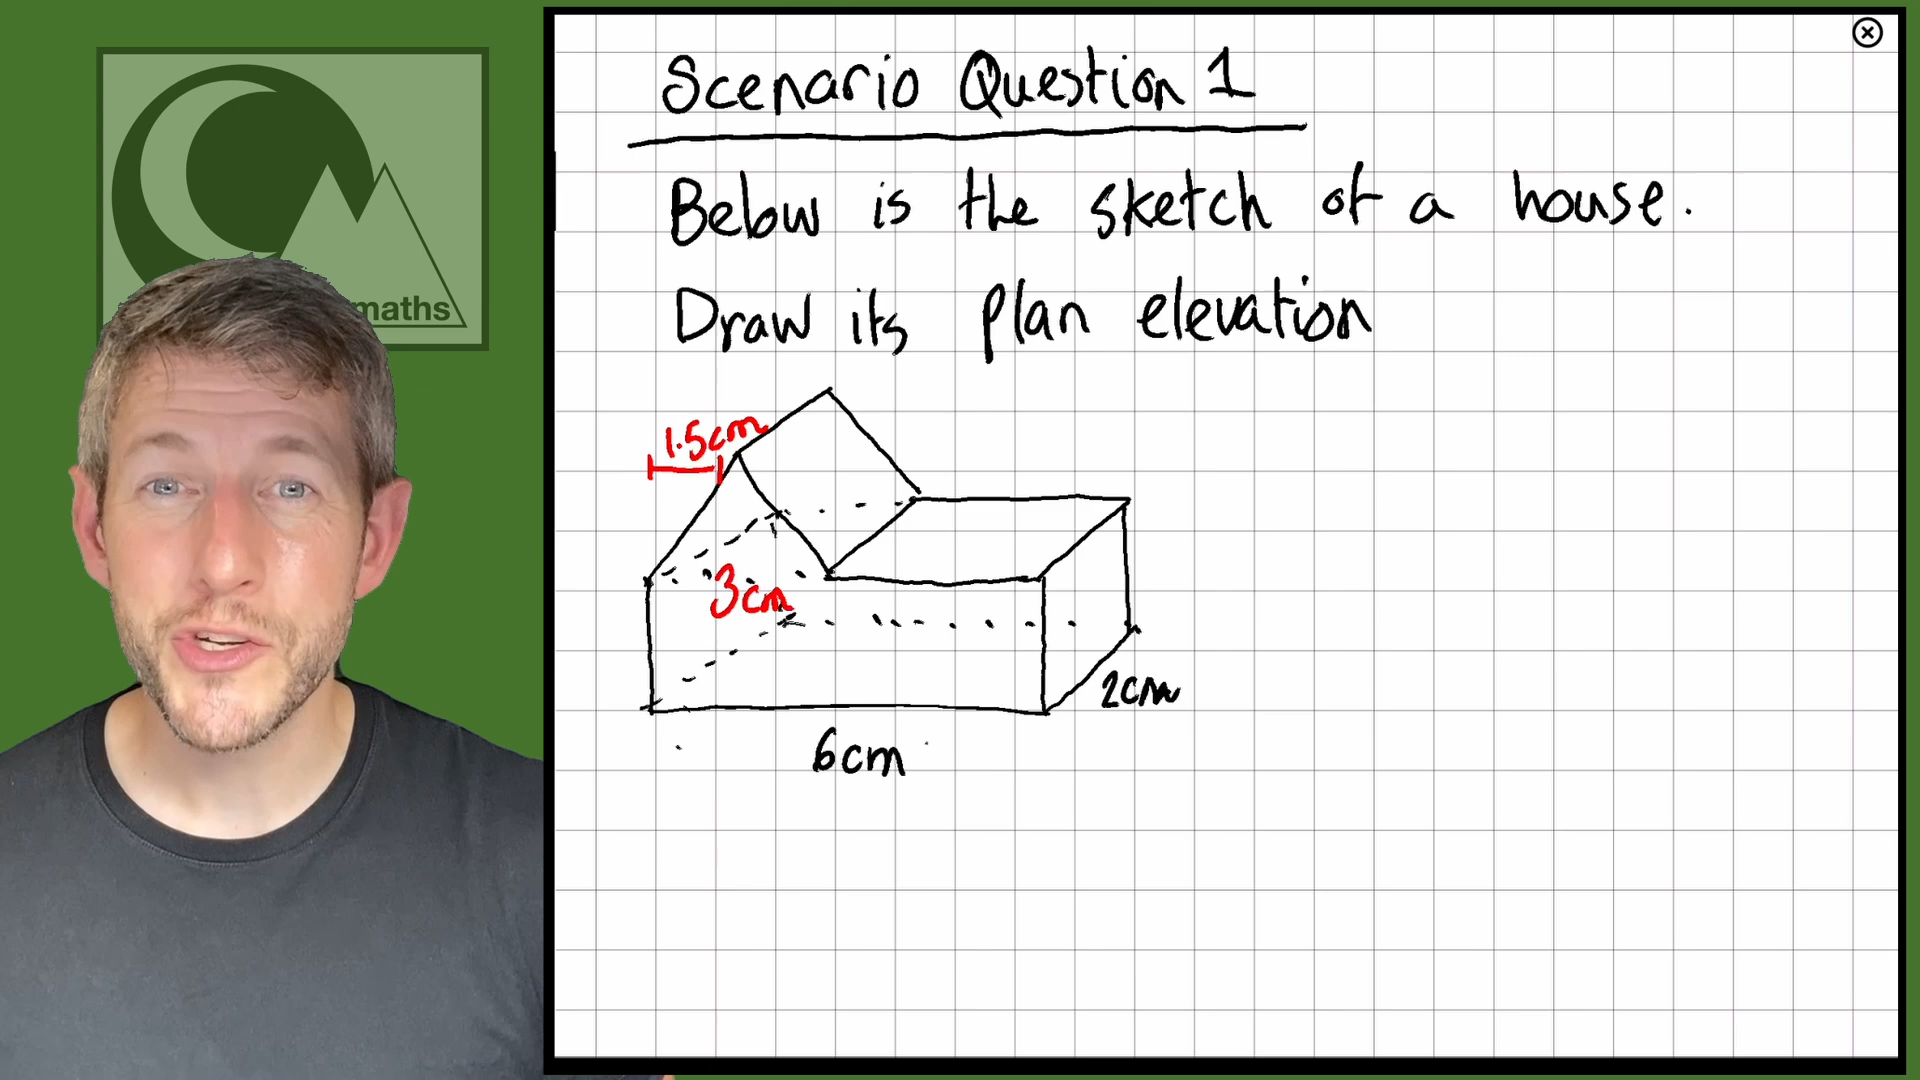 maths
Scenario Question 1
Below is the sketch of a house.
Draw its plan elevation
1.5cm
3cm
2cm
6cm